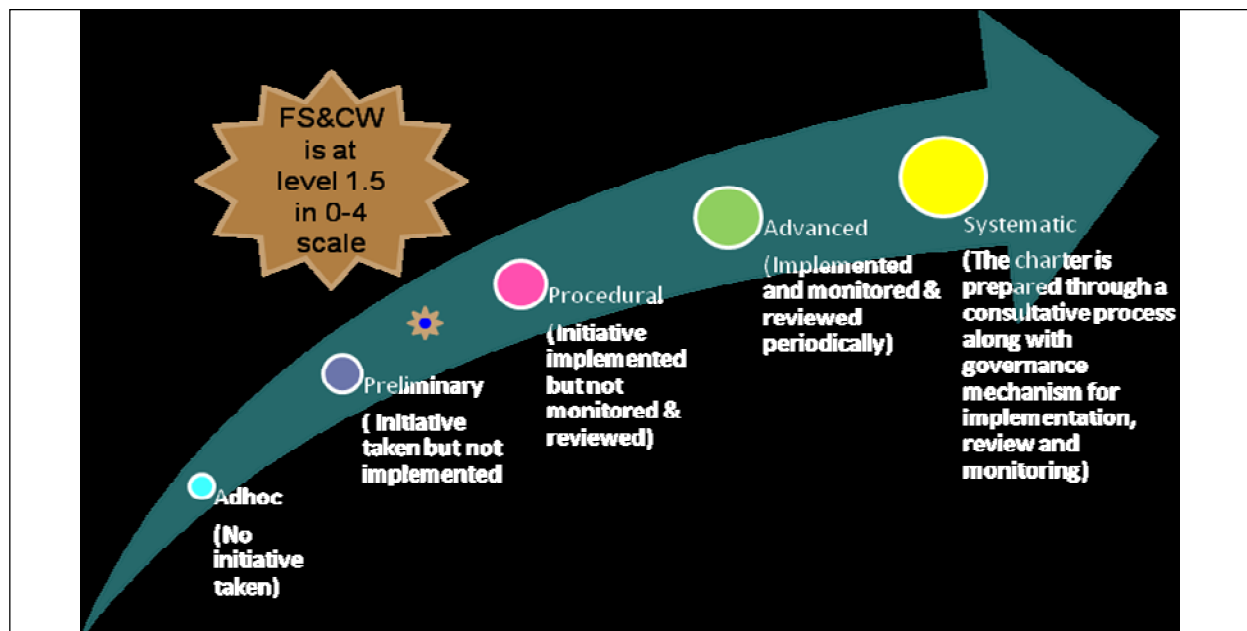 FS&CW
is at
level 1.5
in 0-4
scale
Adhoc
(No
initiative
taken)
Preliminary
( Initiative
taken but not
implemented
Procedural
(Initiative
implemented
but not
monitored &
reviewed)
Advanced
(Implemented
and monitored &
reviewed
periodically)
Systematic
(The charter is
prepared through a
consultative process
along with
governance
mechanism for
implementation,
review and
monitoring)